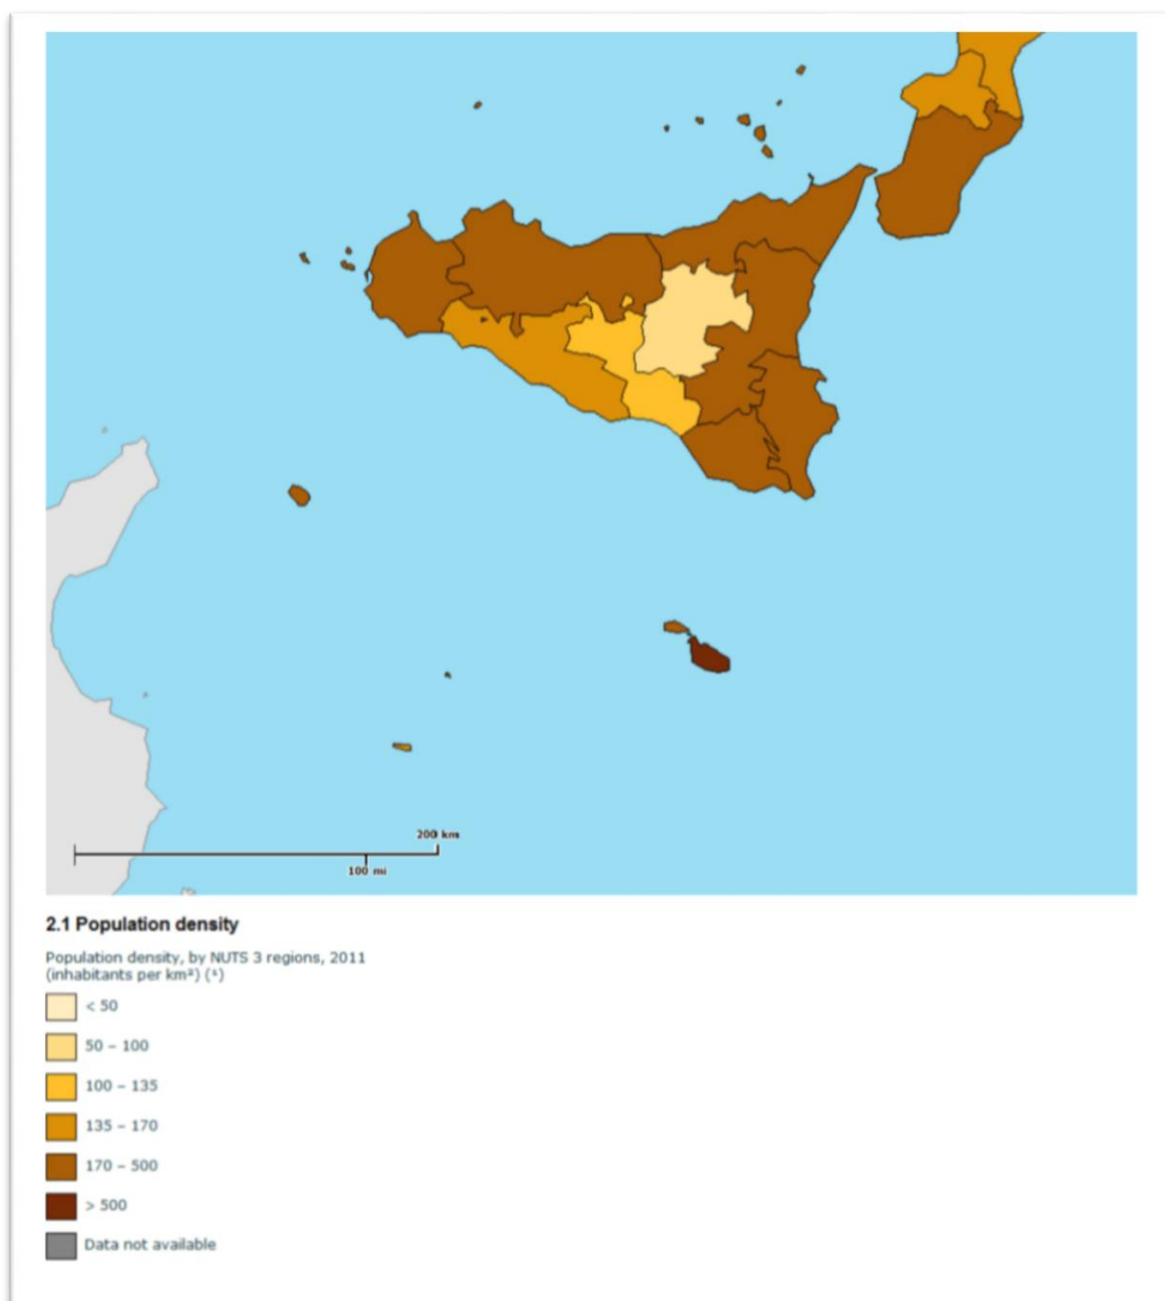 200 km
100 mi
2.1 Population density
Population density, by NUTS 3 regions, 2011
(inhabitants per km²) (¹)
< 50
50 – 100
100 – 135
135 – 170
170 – 500
> 500
Data not available